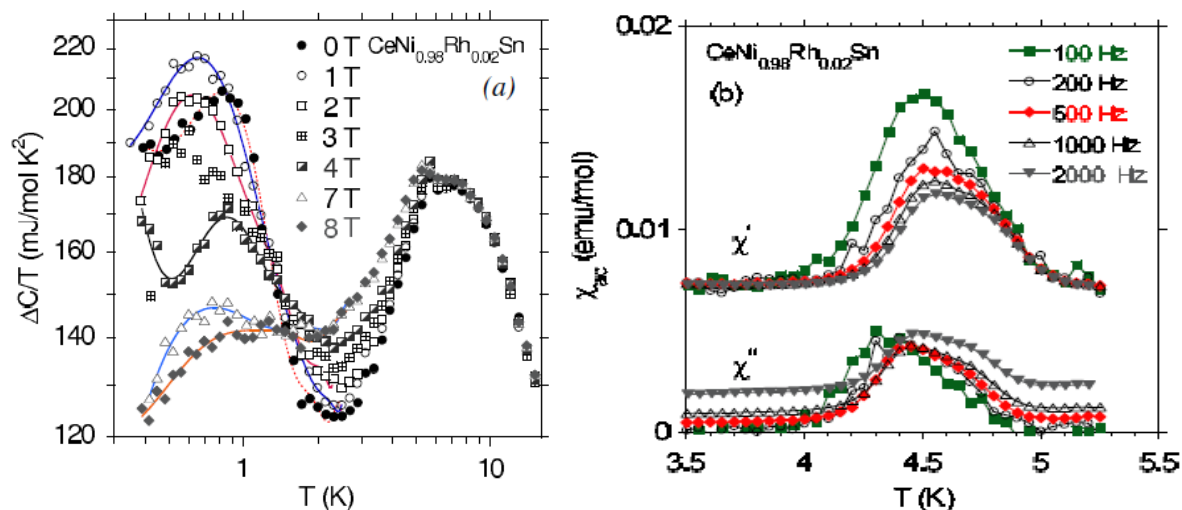 220
200
180
160
140
120
ΔC/T (mJ/mol K²)
1
10
T (K)
0 T
1 T
2 T
3 T
4 T
7 T
8 T
CeNi₀.₉₈Rh₀.₀₂Sn
(a)
0.02
0.01
0
χac (emu/mol)
CeNi₀.₉₈Rh₀.₀₂Sn
(b)
100 Hz
200 Hz
500 Hz
1000 Hz
2000 Hz
χ'
χ"
3.5
4
4.5
5
5.5
T (K)